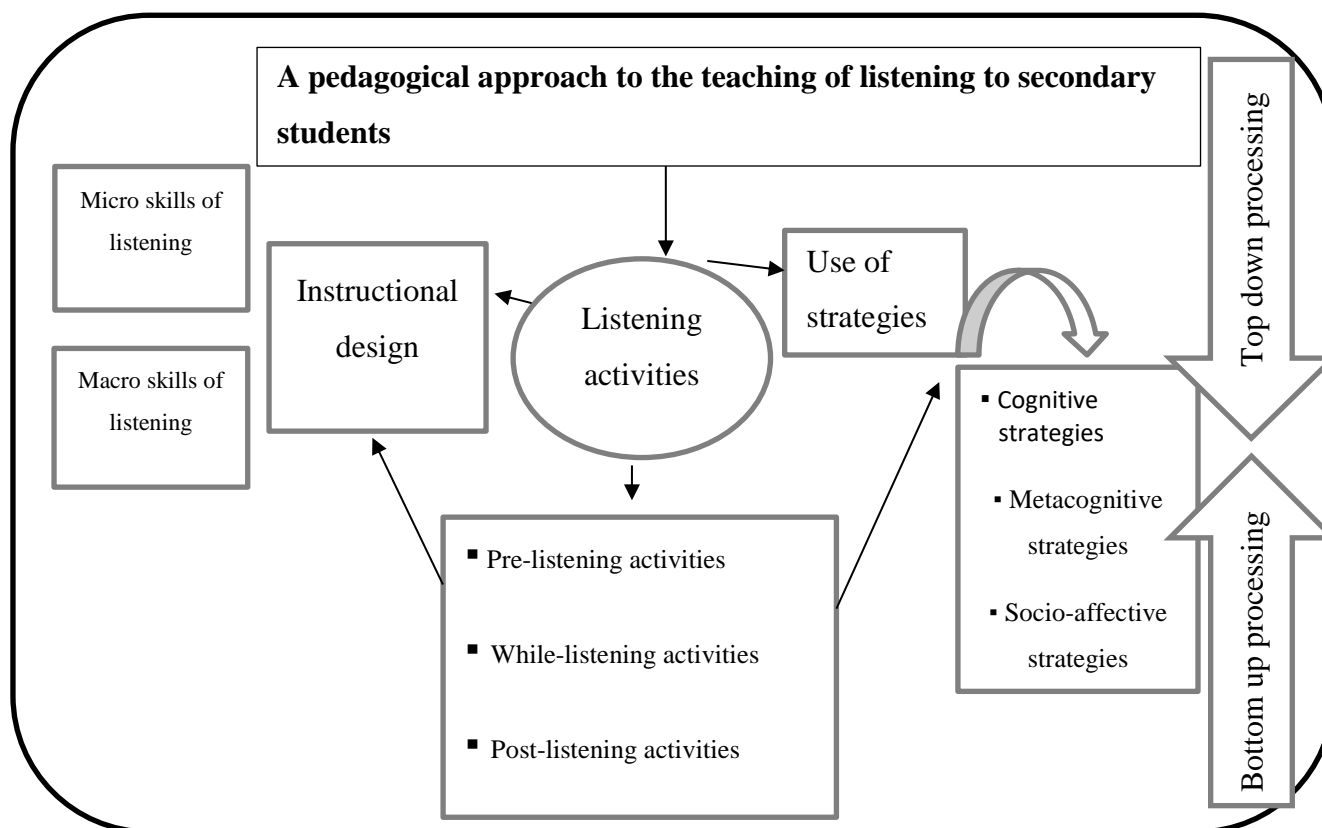 A pedagogical approach to the teaching of listening to secondary
students
Micro skills of
listening
Macro skills of
listening
Instructional
design
Listening
activities
Use of
strategies
▪ Cognitive
strategies
▪ Metacognitive
strategies
▪ Socio-affective
strategies
▪ Pre-listening activities
▪ While-listening activities
▪ Post-listening activities
Top down processing
Bottom up processing